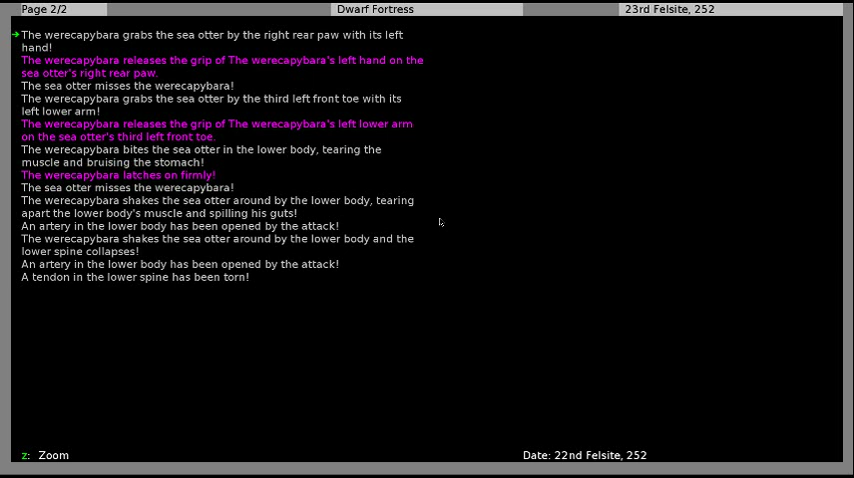 Page 2/2 Dwarf Fortress 23rd Felsite, 252
The werecapybara grabs the sea otter by the right rear paw with its left
hand!
The werecapybara releases the grip of The werecapybara's left hand on the
sea otter's right rear paw.
The sea otter misses the werecapybara!
The werecapybara grabs the sea otter by the third left front toe with its
left lower arm!
The werecapybara releases the grip of The werecapybara's left lower arm
on the sea otter's third left front toe.
The werecapybara bites the sea otter in the lower body, tearing the
muscle and bruising the stomach!
The werecapybara latches on firmly!
The sea otter misses the werecapybara!
The werecapybara shakes the sea otter around by the lower body, tearing
apart the lower body's muscle and spilling his guts!
An artery in the lower body has been opened by the attack!
The werecapybara shakes the sea otter around by the lower body and the
lower spine collapses!
An artery in the lower body has been opened by the attack!
A tendon in the lower spine has been torn!
z: Zoom Date: 22nd Felsite, 252